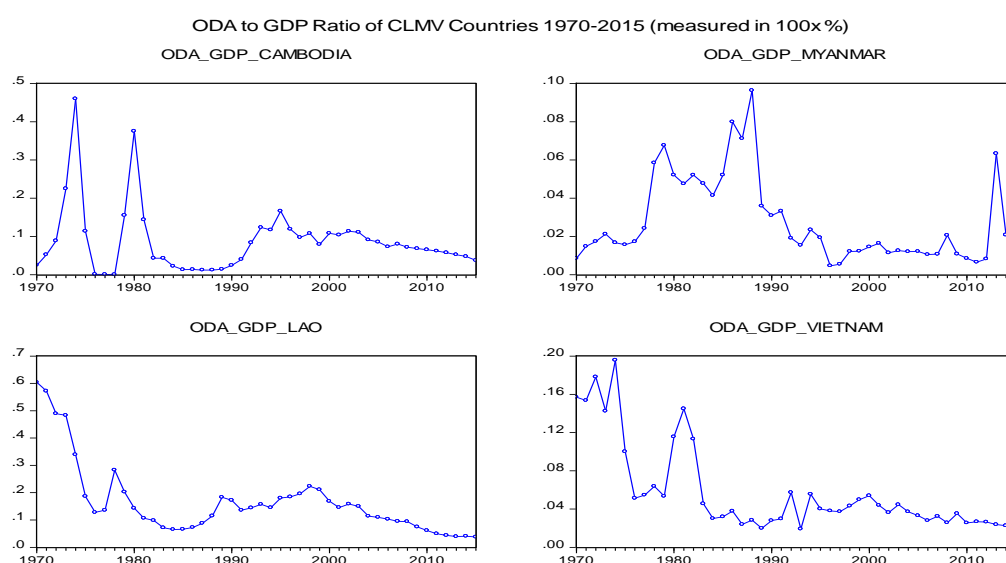 ODA to GDP Ratio of CLMV Countries 1970-2015 (measured in 100x%)
ODA_GDP_CAMBODIA
.5
.4
.3
.2
.1
.0
1970 1980 1990 2000 2010
ODA_GDP_MYANMAR
.10
.08
.06
.04
.02
.00
1970 1980 1990 2000 2010
ODA_GDP_LAO
.7
.6
.5
.4
.3
.2
.1
.0
1970 1980 1990 2000 2010
ODA_GDP_VIETNAM
.20
.16
.12
.08
.04
.00
1970 1980 1990 2000 2010